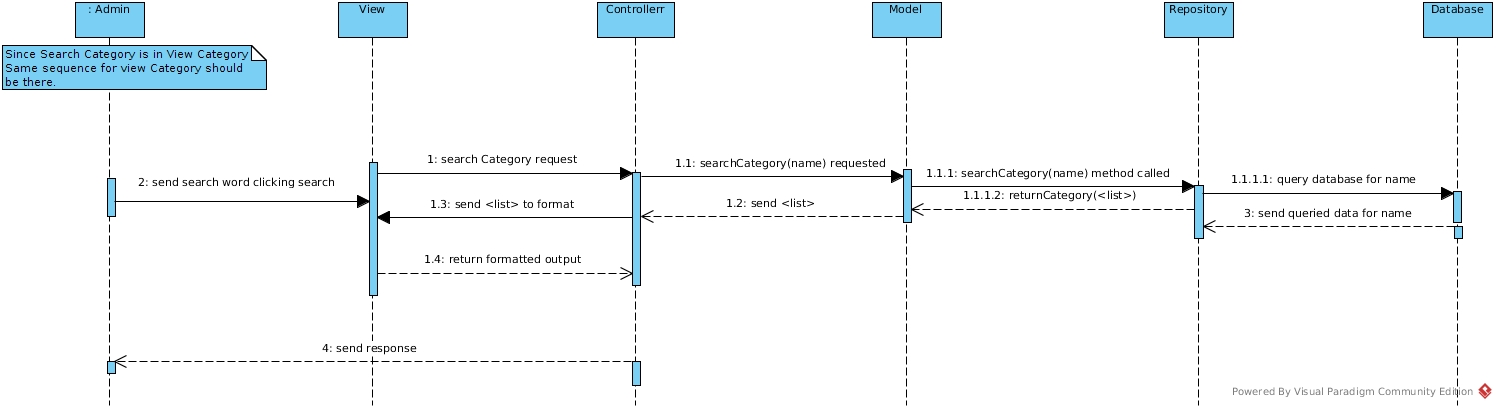 : Admin
View
Controllerr
Model
Repository
Database
Since Search Category is in View Category
Same sequence for view Category should
be there.
1: search Category request
1.1: searchCategory(name) requested
1.1.1: searchCategory(name) method called
1.1.1.1: query database for name
2: send search word clicking search
1.3: send <list> to format
1.2: send <list>
1.1.1.2: returnCategory(<list>)
3: send queried data for name
1.4: return formatted output
4: send response
Powered By Visual Paradigm Community Edition